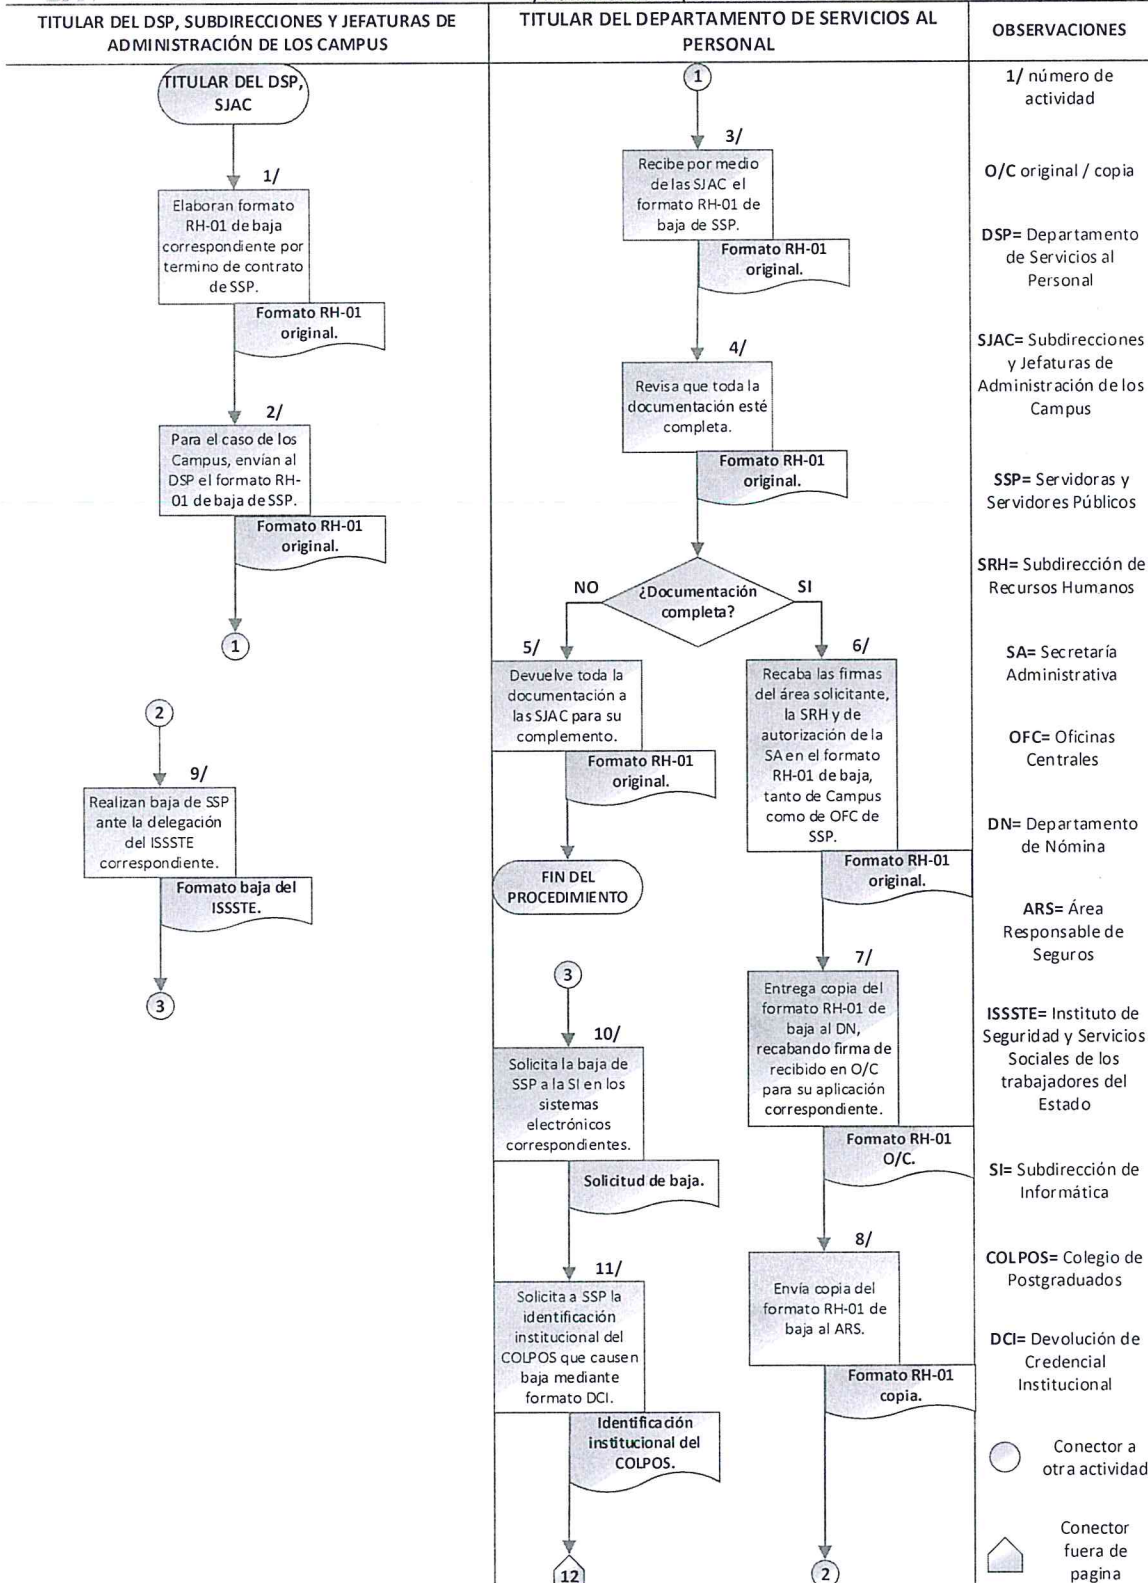 TITULAR DEL DSP, SUBDIRECCIONES Y JEFATURAS DE
ADMINISTRACIÓN DE LOS CAMPUS
TITULAR DEL DSP,
SJAC
1/
Elaboran formato
RH-01 de baja
correspondiente por
termino de contrato
de SSP.
Formato RH-01
original.
2/
Para el caso de los
Campus, envían al
DSP el formato RH-
01 de baja de SSP.
Formato RH-01
original.
1
2
9/
Realizan baja de SSP
ante la delegación
del ISSSTE
correspondiente.
Formato baja del
ISSSTE.
3
TITULAR DEL DEPARTAMENTO DE SERVICIOS AL
PERSONAL
1
3/
Recibe por medio
de las SJAC el
formato RH-01 de
baja de SSP.
Formato RH-01
original.
4/
Revisa que toda la
documentación esté
completa.
Formato RH-01
original.
¿Documentación
completa?
NO
SI
5/
Devuelve toda la
documentación a
las SJAC para su
complemento.
Formato RH-01
original.
FIN DEL
PROCEDIMIENTO
6/
Recaba las firmas
del área solicitante,
la SRH y de
autorización de la
SA en el formato
RH-01 de baja,
tanto de Campus
como de OFC de
SSP.
Formato RH-01
original.
7/
Entrega copia del
formato RH-01 de
baja al DN,
recabando firma de
recibido en O/C
para su aplicación
correspondiente.
Formato RH-01
O/C.
8/
Envía copia del
formato RH-01 de
baja al ARS.
Formato RH-01
copia.
2
3
10/
Solicita la baja de
SSP a la SI en los
sistemas
electrónicos
correspondientes.
Solicitud de baja.
11/
Solicita a SSP la
identificación
institucional del
COLPOS que causen
baja mediante
formato DCI.
Identificación
institucional del
COLPOS.
12
OBSERVACIONES
1/ número de
actividad
O/C original / copia
DSP= Departamento
de Servicios al
Personal
SJAC= Subdirecciones
y Jefaturas de
Administración de los
Campus
SSP= Servidoras y
Servidores Públicos
SRH= Subdirección de
Recursos Humanos
SA= Secretaría
Administrativa
OFC= Oficinas
Centrales
DN= Departamento
de Nómina
ARS= Área
Responsable de
Seguros
ISSSTE= Instituto de
Seguridad y Servicios
Sociales de los
trabajadores del
Estado
SI= Subdirección de
Informática
COLPOS= Colegio de
Postgraduados
DCI= Devolución de
Credencial
Institucional
Conector a
otra actividad
Conector
fuera de
pagina